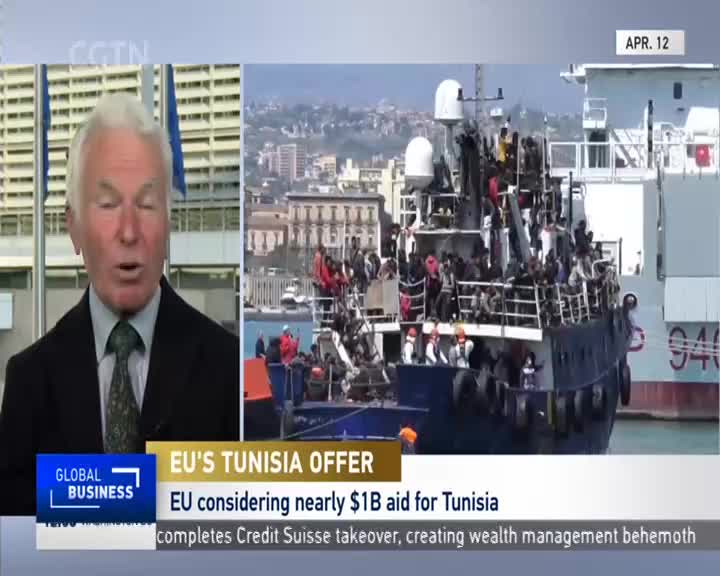 CGTN
APR. 12
940
EU'S TUNISIA OFFER
GLOBAL
BUSINESS
EU considering nearly $1B aid for Tunisia
completes Credit Suisse takeover, creating wealth management behemoth